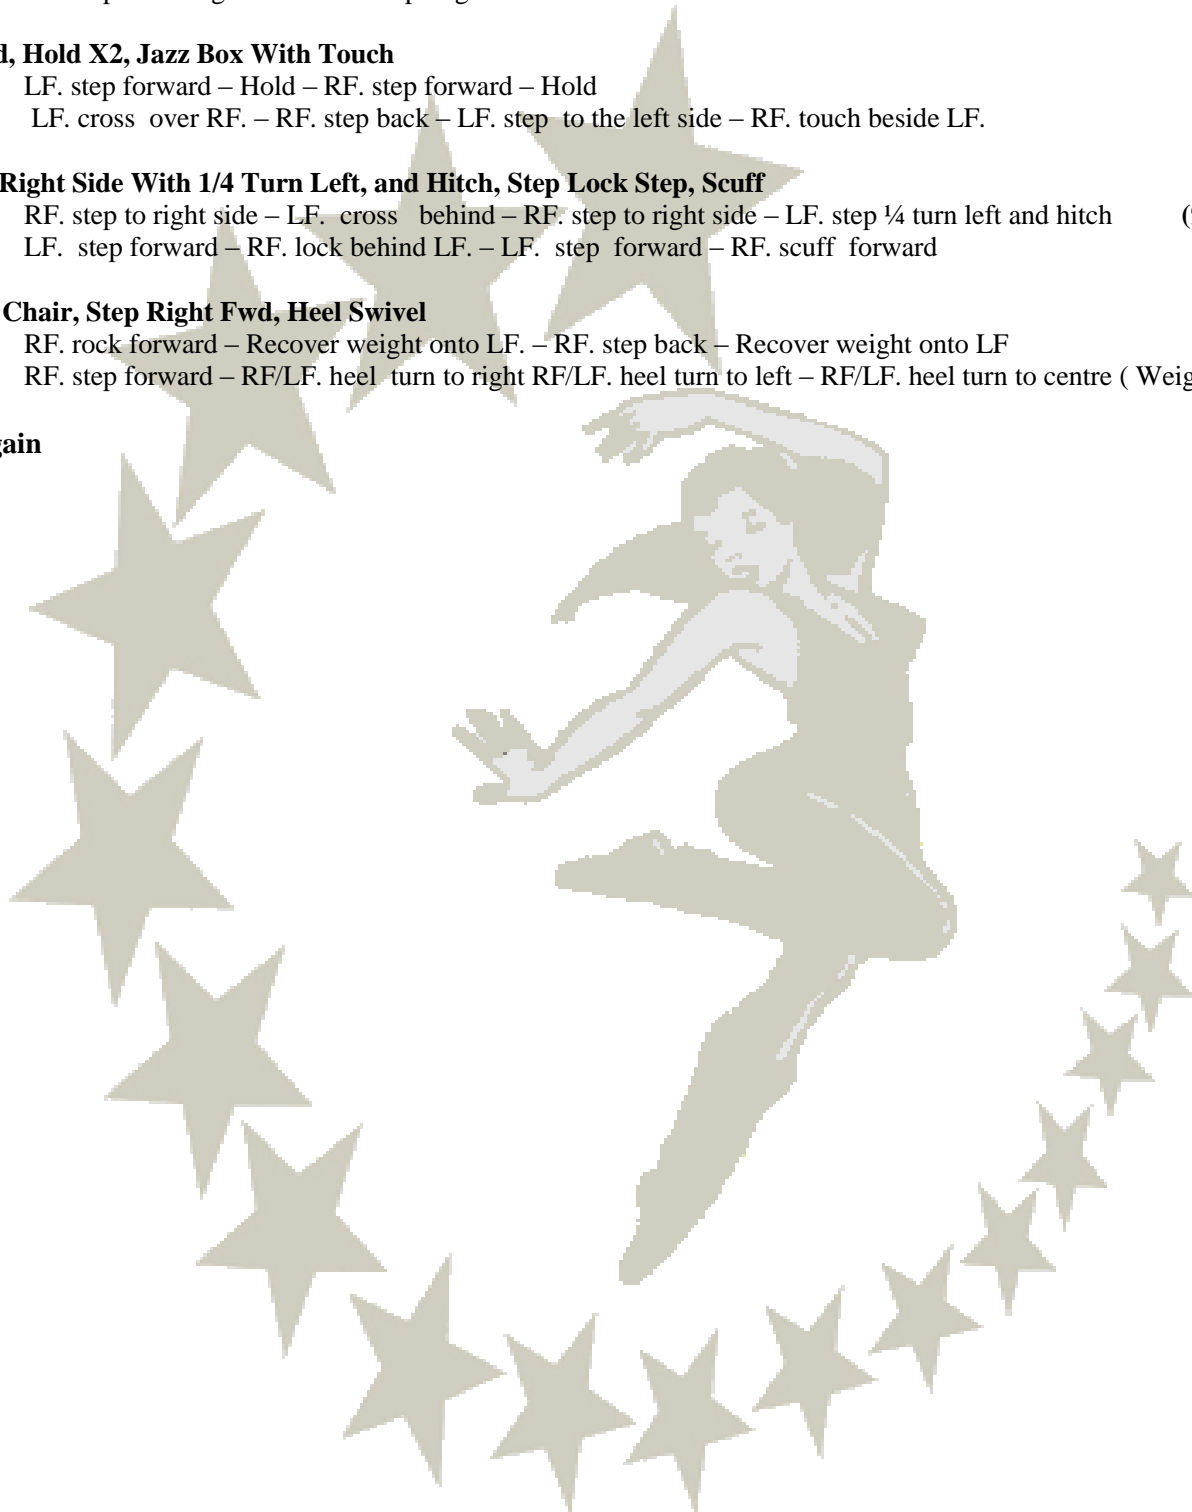 Hold X2, Jazz Box With Touch
LF. step forward – Hold – RF. step forward – Hold
LF. cross over RF. – RF. step back – LF. step to the left side – RF. touch beside LF.
Right Side With 1/4 Turn Left, and Hitch, Step Lock Step, Scuff
RF. step to right side – LF. cross behind – RF. step to right side – LF. step ¼ turn left and hitch
LF. step forward – RF. lock behind LF. – LF. step forward – RF. scuff forward
Chair, Step Right Fwd, Heel Swivel
RF. rock forward – Recover weight onto LF. – RF. step back – Recover weight onto LF
RF. step forward – RF/LF. heel turn to right RF/LF. heel turn to left – RF/LF. heel turn to centre (